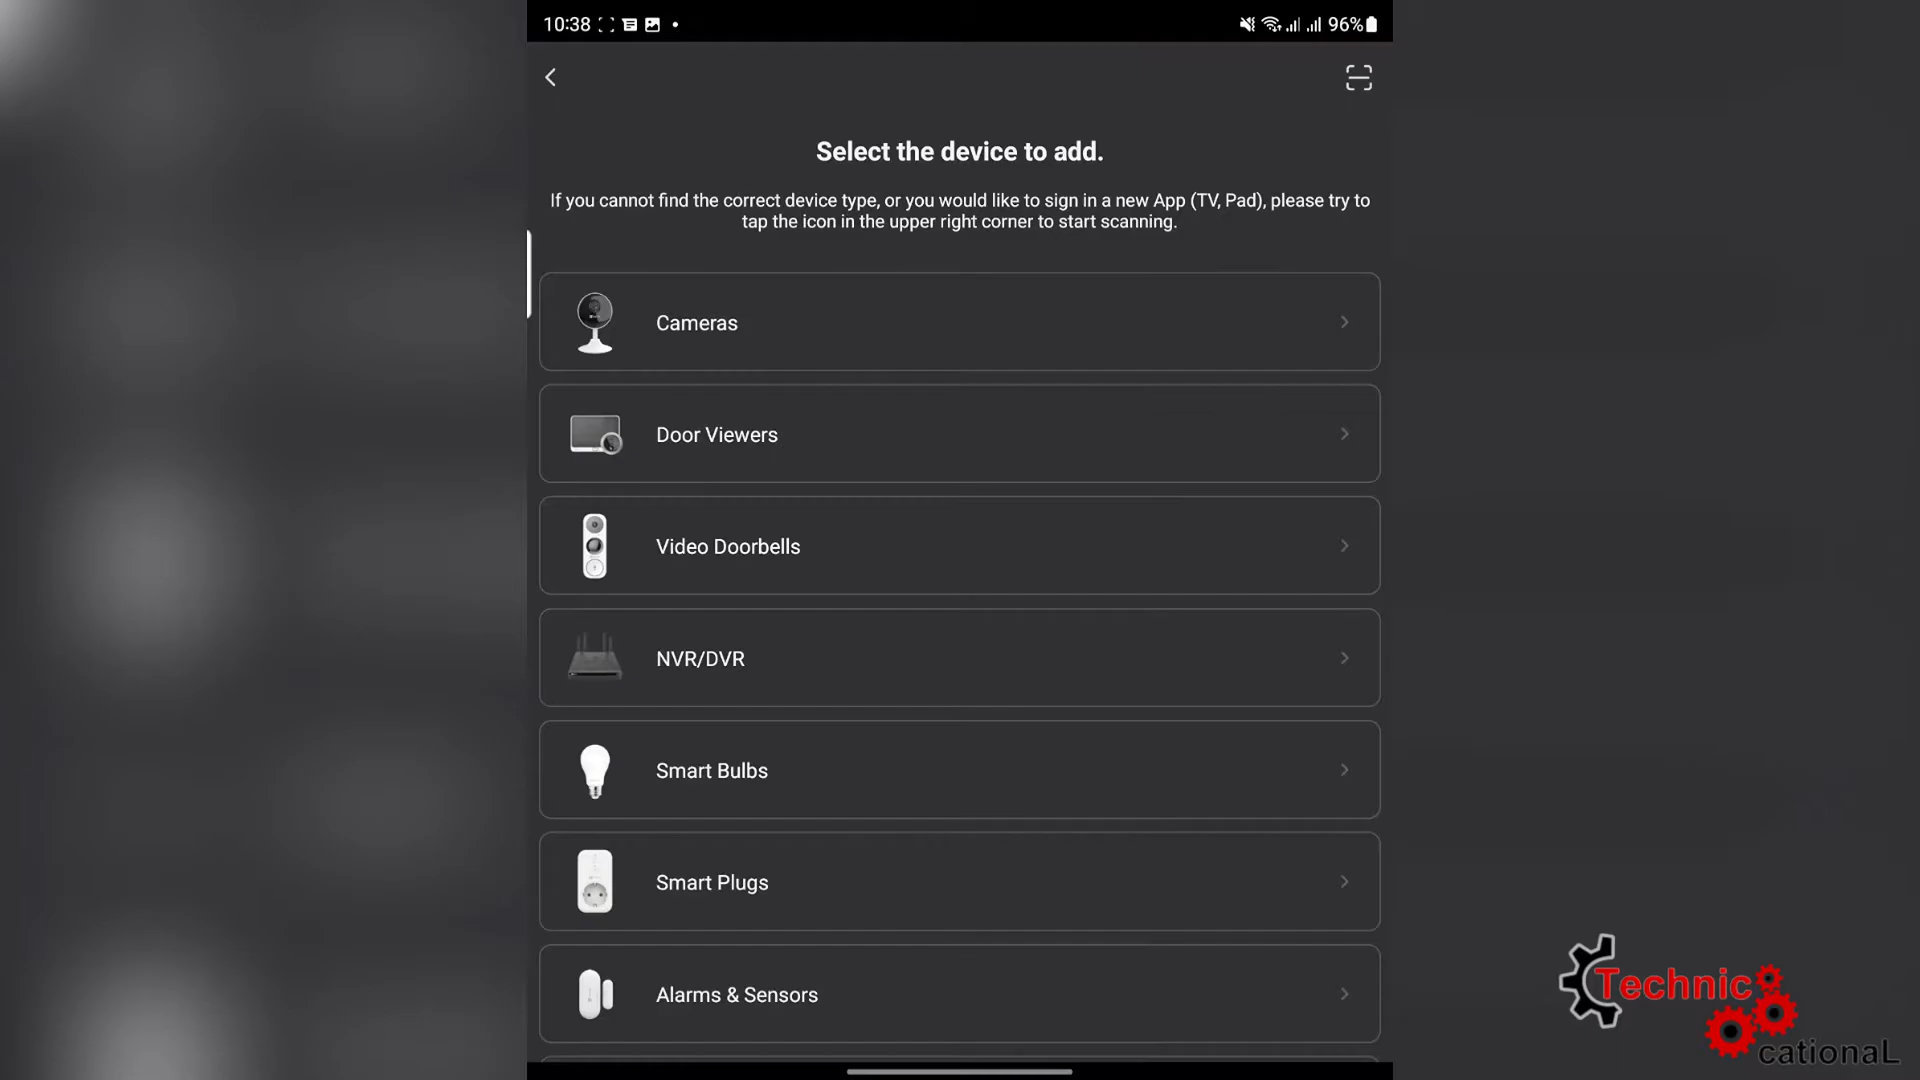 10:38
96%
Select the device to add.
If you cannot find the correct device type, or you would like to sign in a new App (TV, Pad), please try to
tap the icon in the upper right corner to start scanning.
Cameras
Door Viewers
Video Doorbells
NVR/DVR
Smart Bulbs
Smart Plugs
Alarms & Sensors
Technic
cationaL